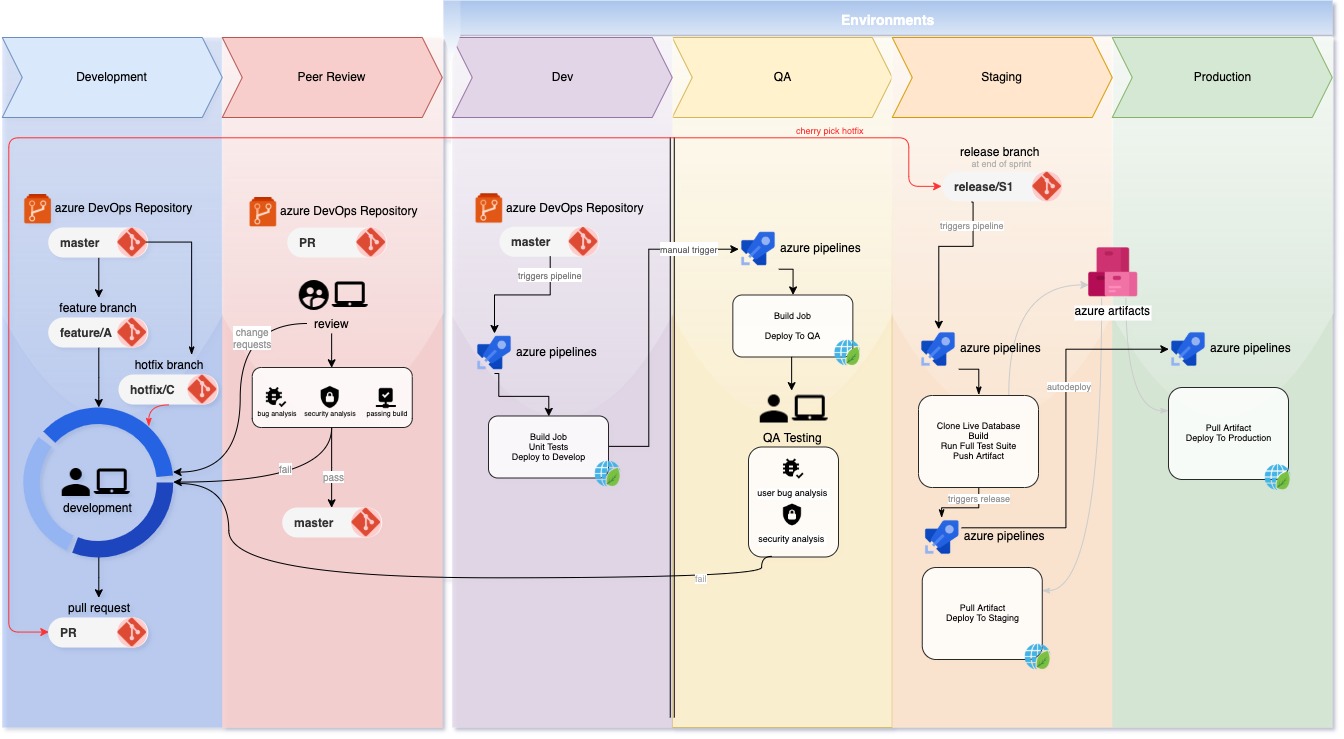 Environments
Development
Peer Review
Dev
QA
Staging
Production
cherry pick hotfix
azure DevOps Repository
master
feature branch
feature/A
hotfix branch
hotfix/C
development
pull request
PR
azure DevOps Repository
PR
review
change
requests
bug analysis
security analysis
passing build
fail
pass
master
azure DevOps Repository
master
triggers pipeline
azure pipelines
Build Job
Unit Tests
Deploy to Develop
manual trigger
azure pipelines
Build Job
Deploy To QA
QA Testing
user bug analysis
security analysis
fail
release branch
at end of sprint
release/S1
triggers pipeline
azure pipelines
Clone Live Database
Build
Run Full Test Suite
Push Artifact
triggers release
azure pipelines
Pull Artifact
Deploy To Staging
azure artifacts
autodeploy
azure pipelines
Pull Artifact
Deploy To Production